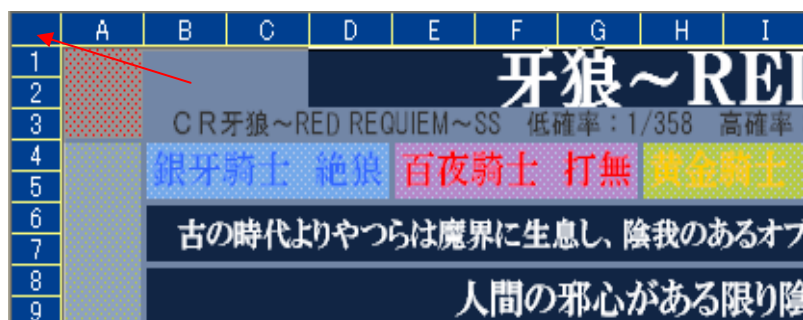 A B C D E F G H I
1
2
3
4
5
6
7
8
9
牙狼～RE
ＣＲ牙狼～RED REQUIEM～SS 低確率：1/358 高確率
銀牙騎士 絶狼 百夜騎士 打無 黄金騎士
古の時代よりやつらは魔界に生息し、陰我のあるオブ
人間の邪心がある限り陰